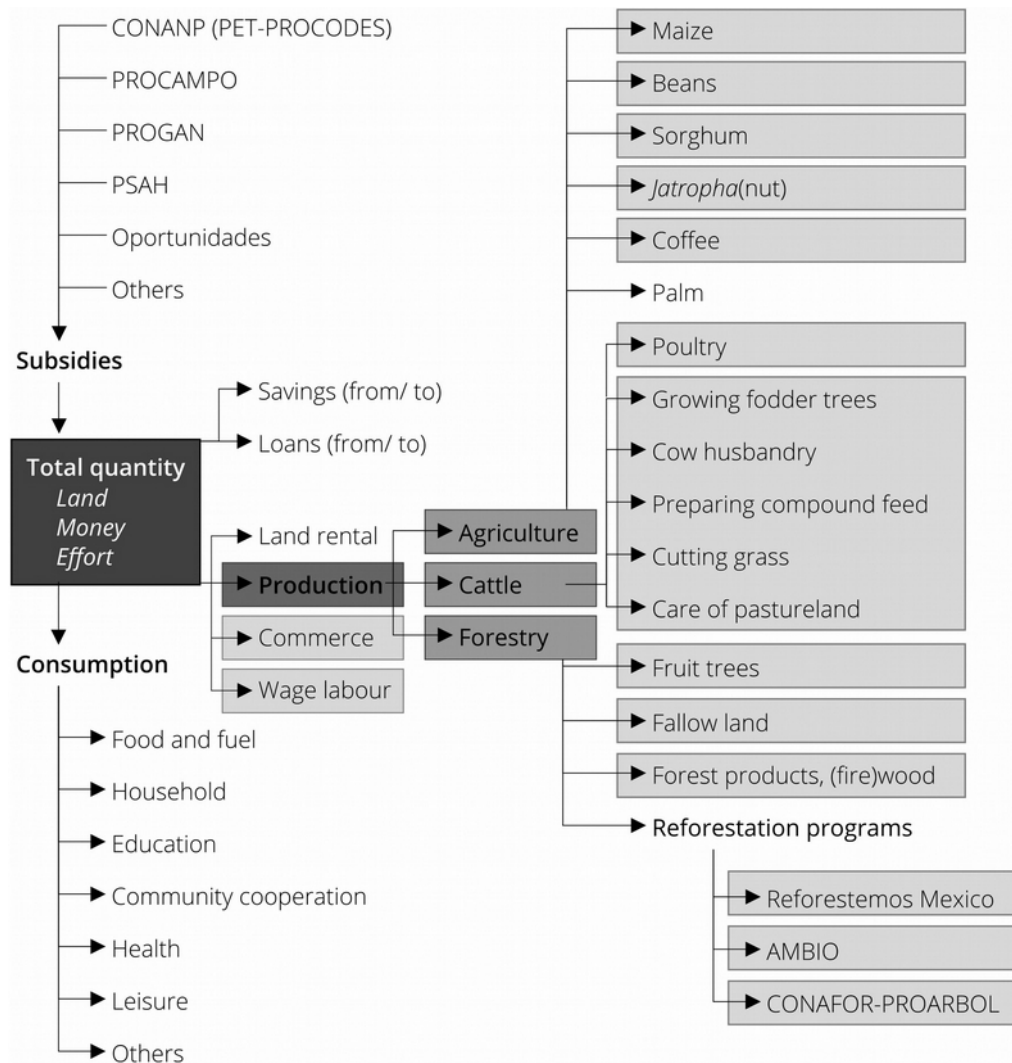 CONANP (PET-PROCODES)
PROCAMPO
PROGAN
PSAH
Oportunidades
Others
Subsidies
Savings (from/ to)
Loans (from/ to)
Total quantity
Land
Money
Effort
Land rental
Production
Commerce
Wage labour
Consumption
Food and fuel
Household
Education
Community cooperation
Health
Leisure
Others
Agriculture
Cattle
Forestry
Maize
Beans
Sorghum
Jatropha(nut)
Coffee
Palm
Poultry
Growing fodder trees
Cow husbandry
Preparing compound feed
Cutting grass
Care of pastureland
Fruit trees
Fallow land
Forest products, (fire)wood
Reforestation programs
Reforestemos Mexico
AMBIO
CONAFOR-PROARBOL